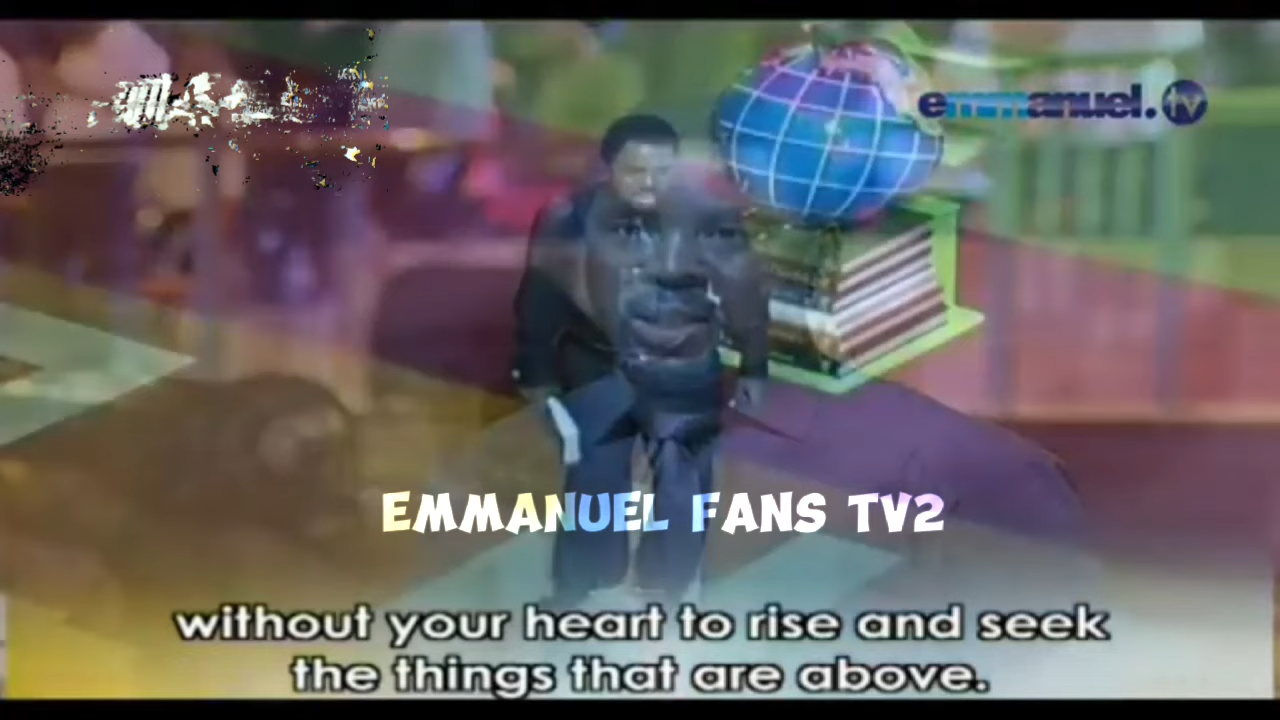 emmanuel.tv
EMMANUEL FANS TV2
without your heart to rise and seek
the things that are above.